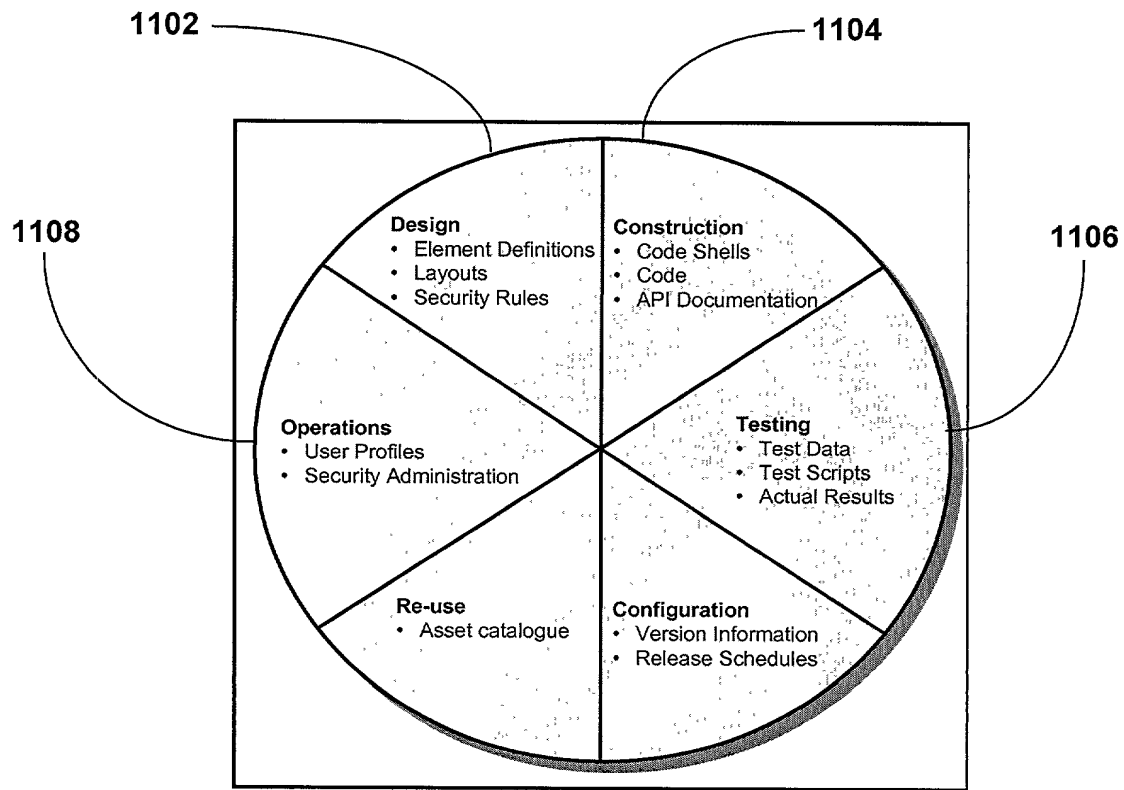 1102
1104
1108
1106
Design
• Element Definitions
• Layouts
• Security Rules
Construction
• Code Shells
• Code
• API Documentation
Operations
• User Profiles
• Security Administration
Testing
• Test Data
• Test Scripts
• Actual Results
Re-use
• Asset catalogue
Configuration
• Version Information
• Release Schedules